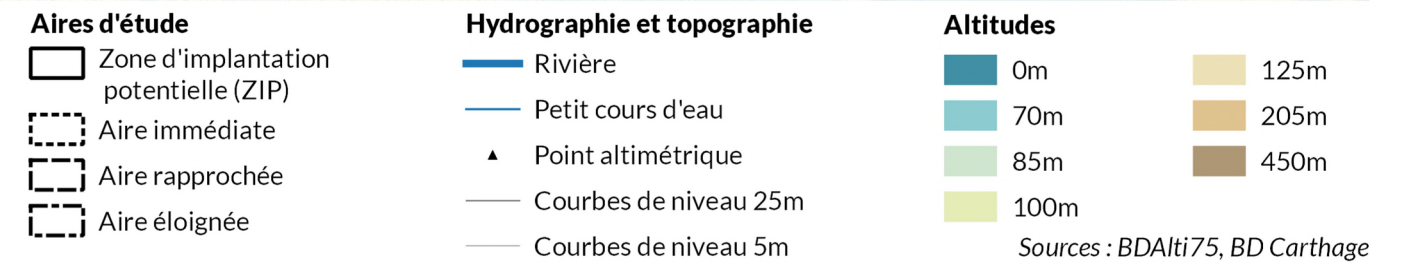 Aires d'étude
Zone d'implantation
potentielle (ZIP)
Aire immédiate
Aire rapprochée
Aire éloignée
Hydrographie et topographie
Rivière
Petit cours d'eau
Point altimétrique
Courbes de niveau 25m
Courbes de niveau 5m
Altitudes
0m
70m
85m
100m
125m
205m
450m
Sources : BDAlti75, BD Carthage